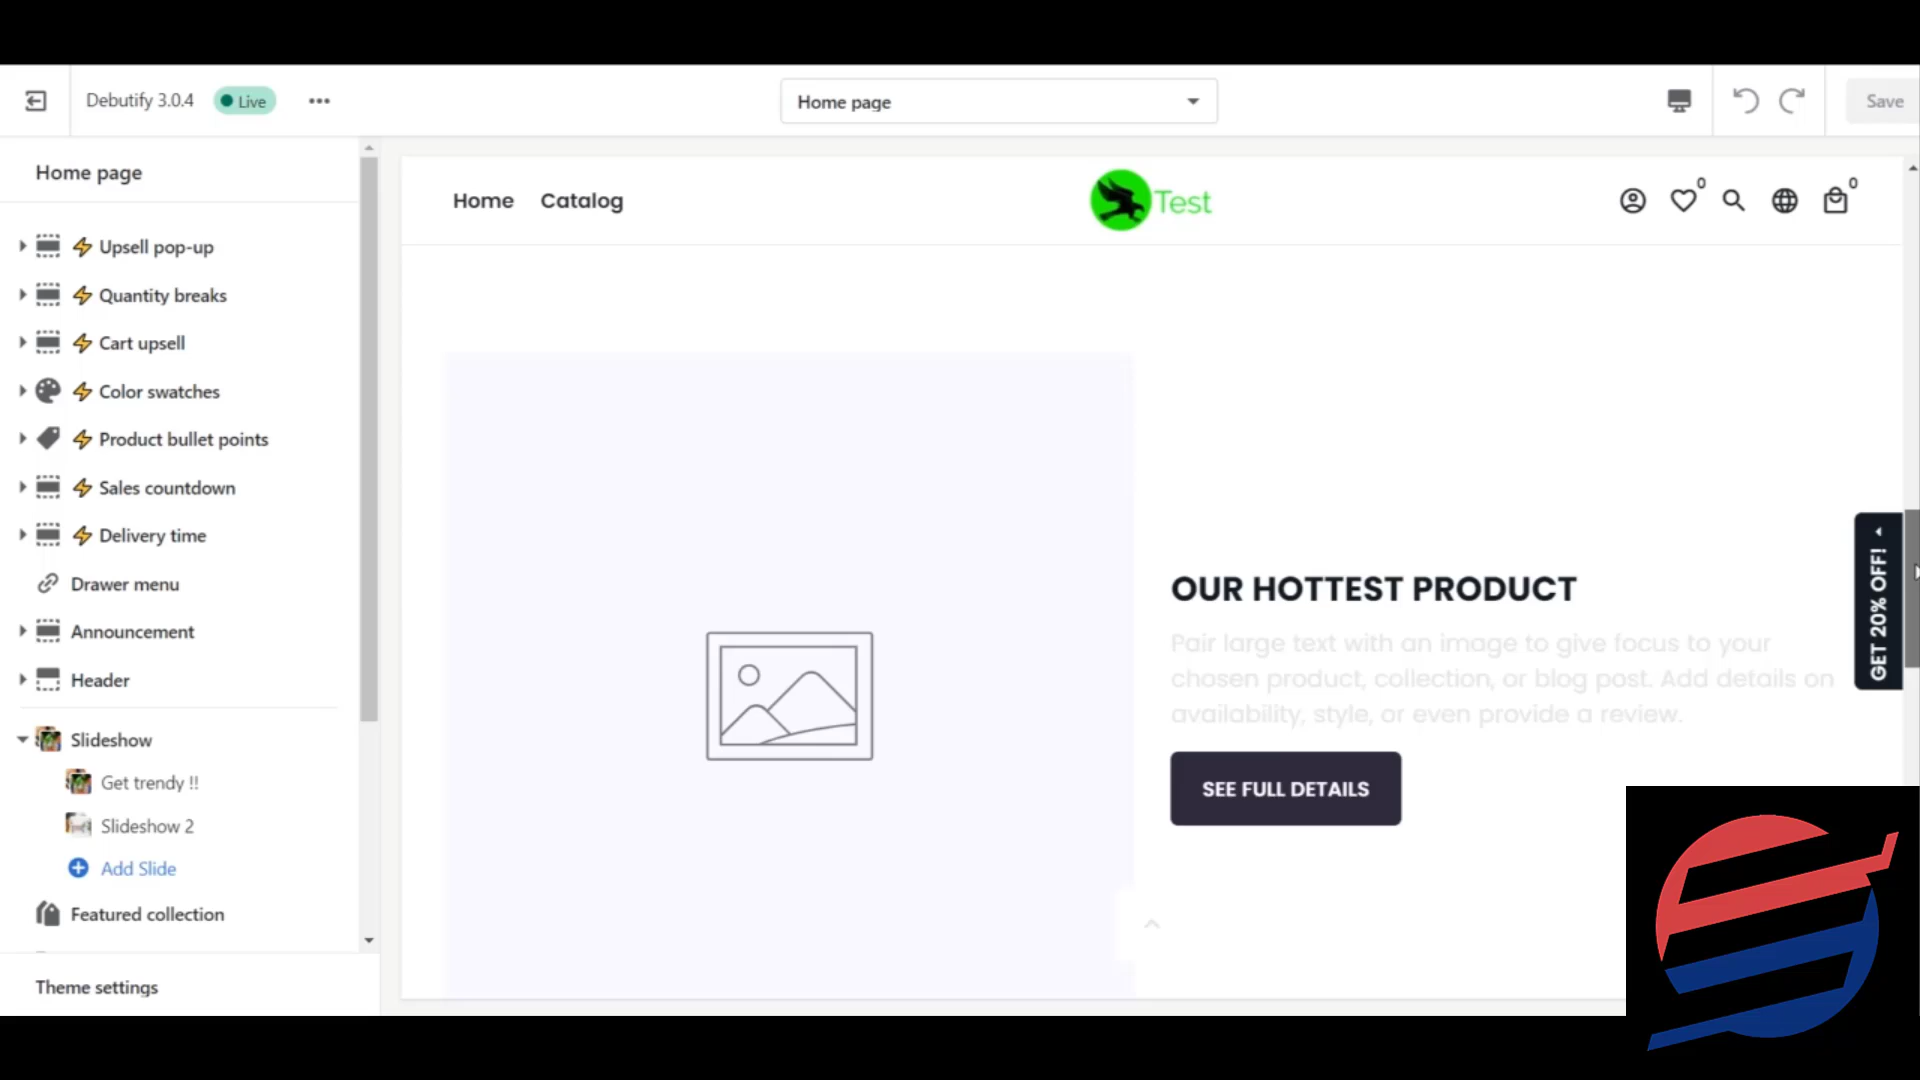 Debutify 3.0.4
Live
Home page
Save
Home page
Upsell pop-up
Quantity breaks
Cart upsell
Color swatches
Product bullet points
Sales countdown
Delivery time
Drawer menu
Announcement
Header
Slideshow
Get trendy !!
Slideshow 2
Add Slide
Featured collection
Theme settings
Home Catalog
Test
0
0
OUR HOTTEST PRODUCT
Pair large text with an image to give focus to your
chosen product, collection, or blog post. Add details on
availability, style, or even provide a review.
SEE FULL DETAILS
GET 20% OFF!